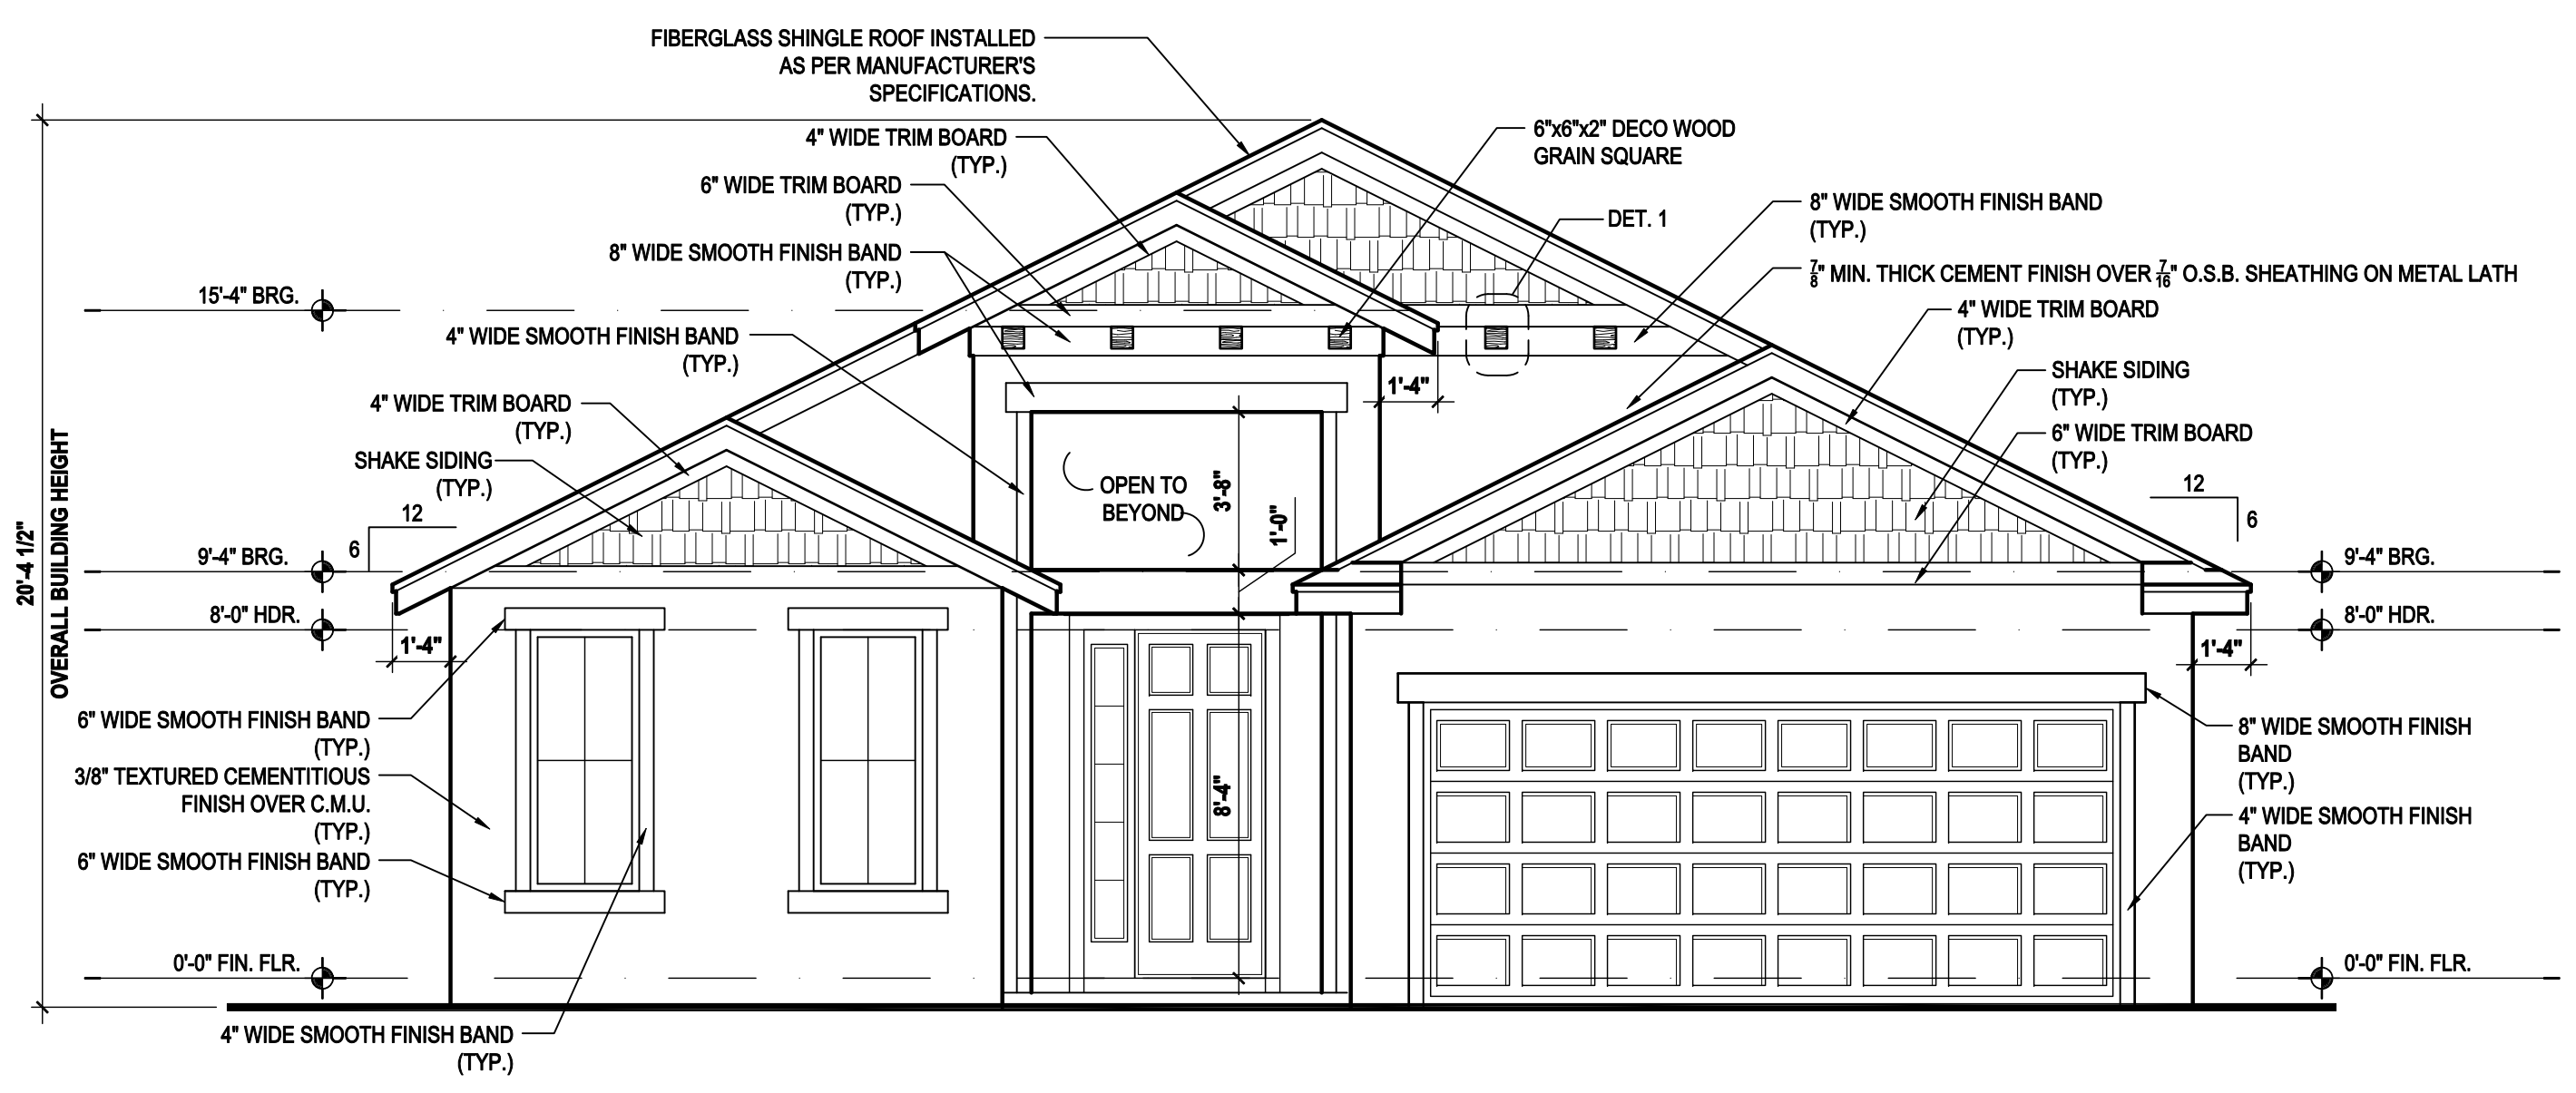 FIBERGLASS SHINGLE ROOF INSTALLED
AS PER MANUFACTURER'S
SPECIFICATIONS.
4" WIDE TRIM BOARD
(TYP.)
6" WIDE TRIM BOARD
(TYP.)
8" WIDE SMOOTH FINISH BAND
(TYP.)
15'-4" BRG.
4" WIDE SMOOTH FINISH BAND
(TYP.)
4" WIDE TRIM BOARD
(TYP.)
SHAKE SIDING
(TYP.)
12
6
9'-4" BRG.
8'-0" HDR.
1'-4"
20'-4 1/2"
OVERALL BUILDING HEIGHT
6" WIDE SMOOTH FINISH BAND
(TYP.)
3/8" TEXTURED CEMENTITIOUS
FINISH OVER C.M.U.
(TYP.)
6" WIDE SMOOTH FINISH BAND
(TYP.)
0'-0" FIN. FLR.
4" WIDE SMOOTH FINISH BAND
(TYP.)
OPEN TO
BEYOND
3'-8"
1'-0"
8'-4"
1'-4"
6"x6"x2" DECO WOOD
GRAIN SQUARE
DET. 1
8" WIDE SMOOTH FINISH BAND
(TYP.)
7/8" MIN. THICK CEMENT FINISH OVER 7/16" O.S.B. SHEATHING ON METAL LATH
4" WIDE TRIM BOARD
(TYP.)
SHAKE SIDING
(TYP.)
6" WIDE TRIM BOARD
(TYP.)
12
6
9'-4" BRG.
8'-0" HDR.
1'-4"
8" WIDE SMOOTH FINISH
BAND
(TYP.)
4" WIDE SMOOTH FINISH
BAND
(TYP.)
0'-0" FIN. FLR.